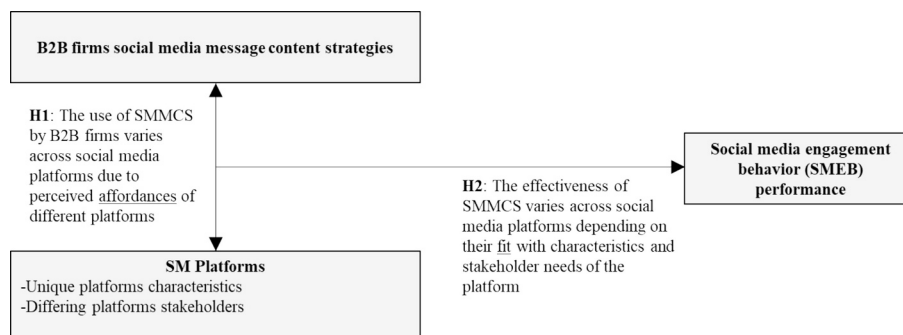 B2B firms social media message content strategies
H1: The use of SMMCS
by B2B firms varies
across social media
platforms due to
perceived affordances of
different platforms
Social media engagement
behavior (SMEB)
performance
H2: The effectiveness of
SMMCS varies across social
media platforms depending on
their fit with characteristics and
stakeholder needs of the
platform
SM Platforms
-Unique platforms characteristics
-Differing platforms stakeholders